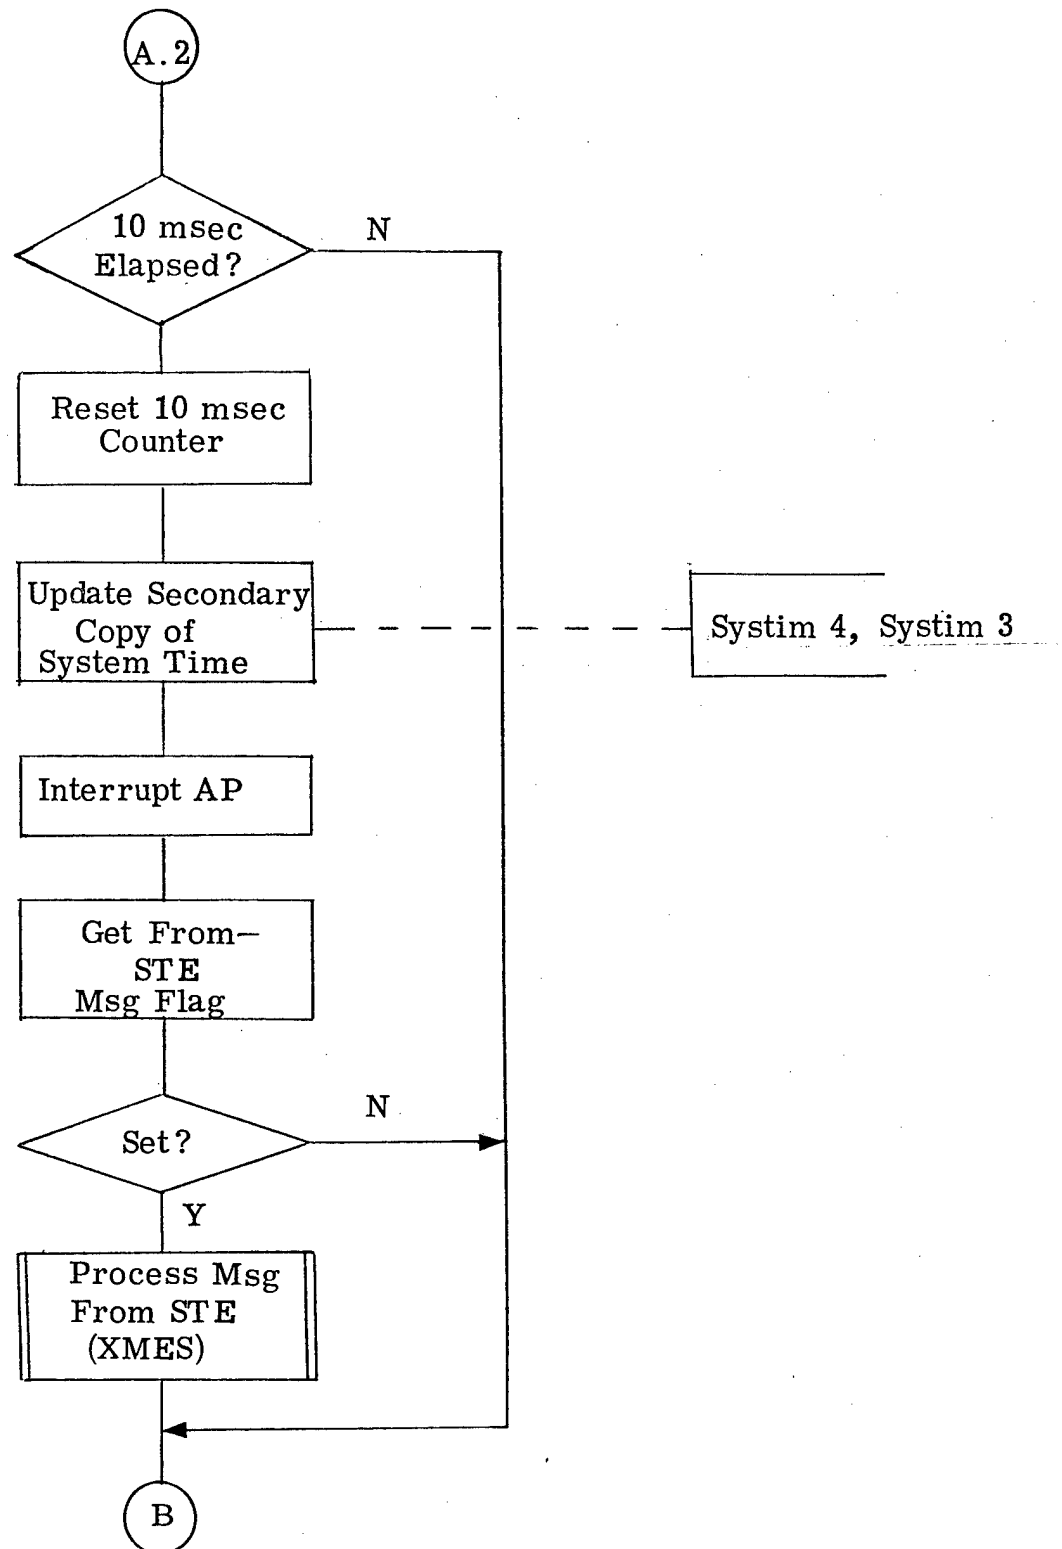 A.2
10 msec
Elapsed?
N
Reset 10 msec
Counter
Update Secondary
Copy of
System Time
Systim 4, Systim 3
Interrupt AP
Get From–
STE
Msg Flag
Set?
N
Y
Process Msg
From STE
(XMES)
B